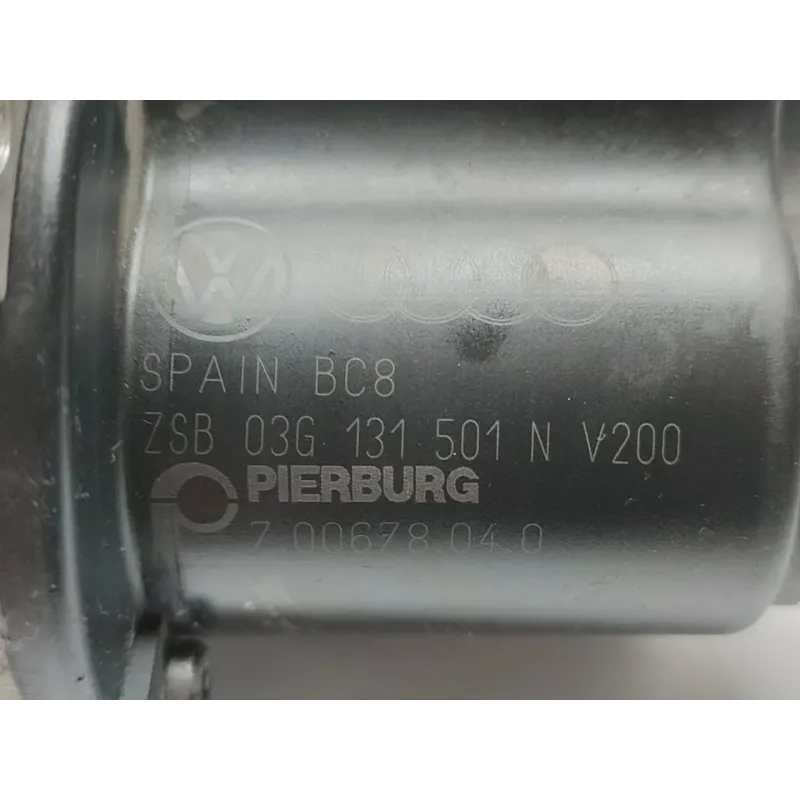 SPAIN BC8
ZSB 03G 131 501 N V200
PIERBURG
7.00678.04.0